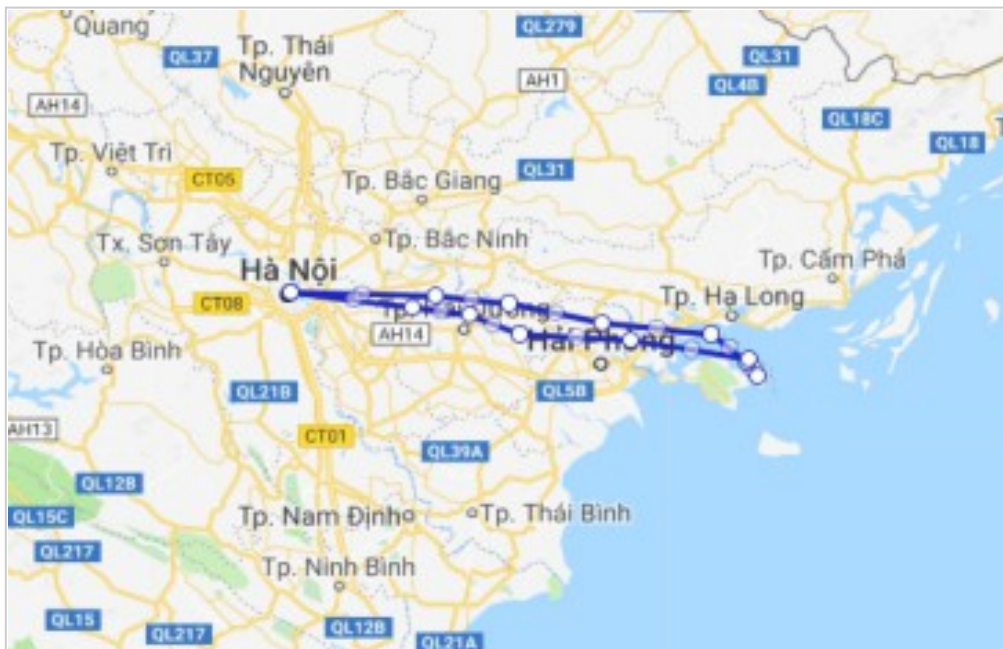 Quang
QL37
Tp. Thái
Nguyên
QL279
QL31
AH1
QL4B
AH14
QL18C
QL18
Tp. Việt Trì
CT05
QL31
Tp. Bắc Giang
Tp. Bắc Ninh
Tx. Sơn Tây
Hà Nội
Tp. Cẩm Phả
CT08
Tp. Hạ Long
AH14
Hải Phòng
Tp. Hòa Bình
QL21B
QL5B
AH13
CT01
QL39A
QL12B
QL15C
Tp. Nam Định
Tp. Thái Bình
QL217
Tp. Ninh Bình
QL15
QL217
QL12B
QL21A